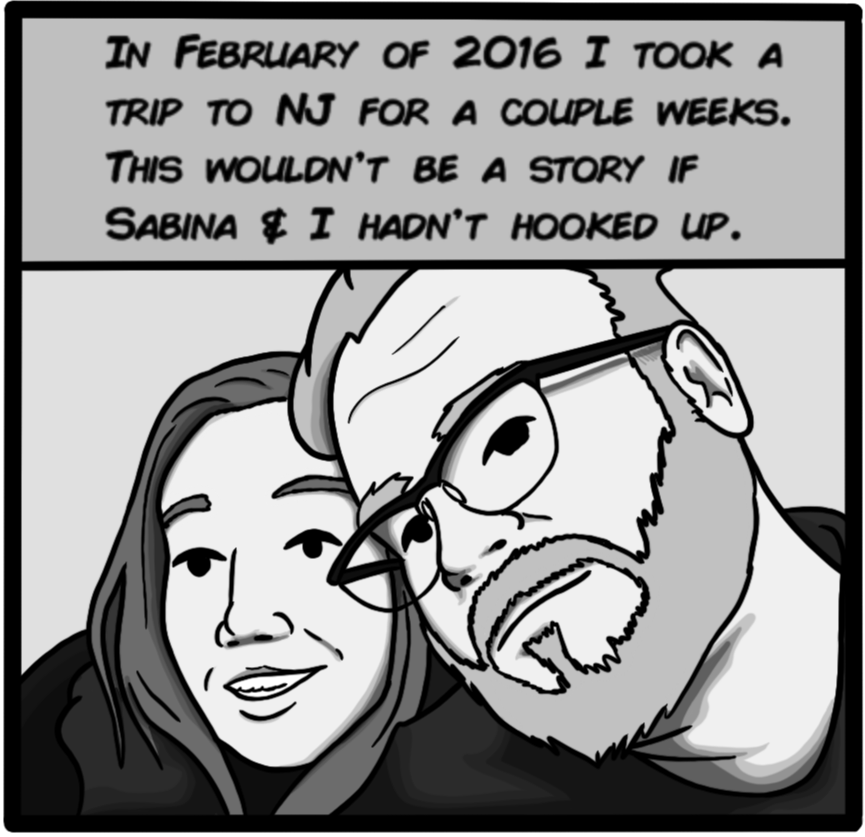 In February of 2016 I took a
trip to NJ for a couple weeks.
This wouldn't be a story if
Sabina & I hadn't hooked up.